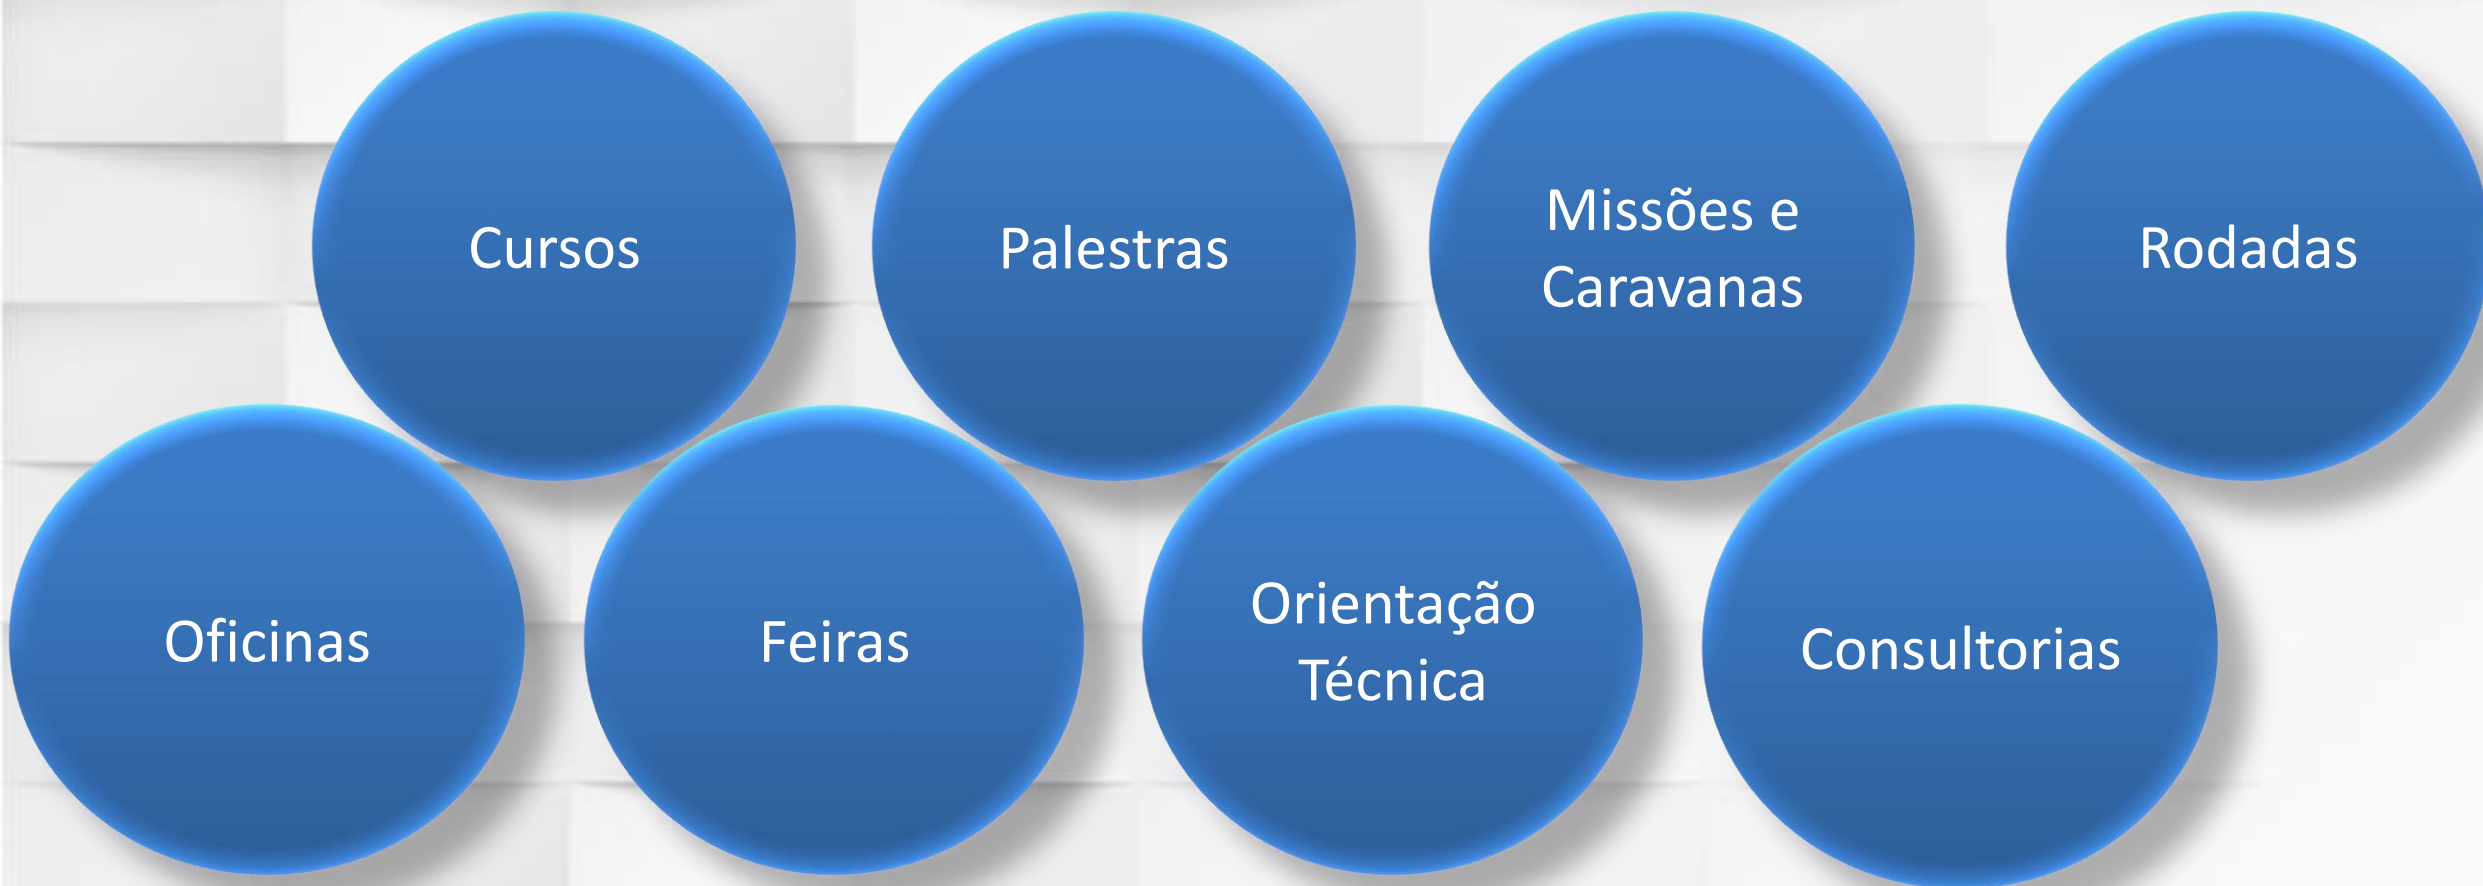 Cursos
Palestras
Missões e
Caravanas
Rodadas
Oficinas
Feiras
Orientação
Técnica
Consultorias